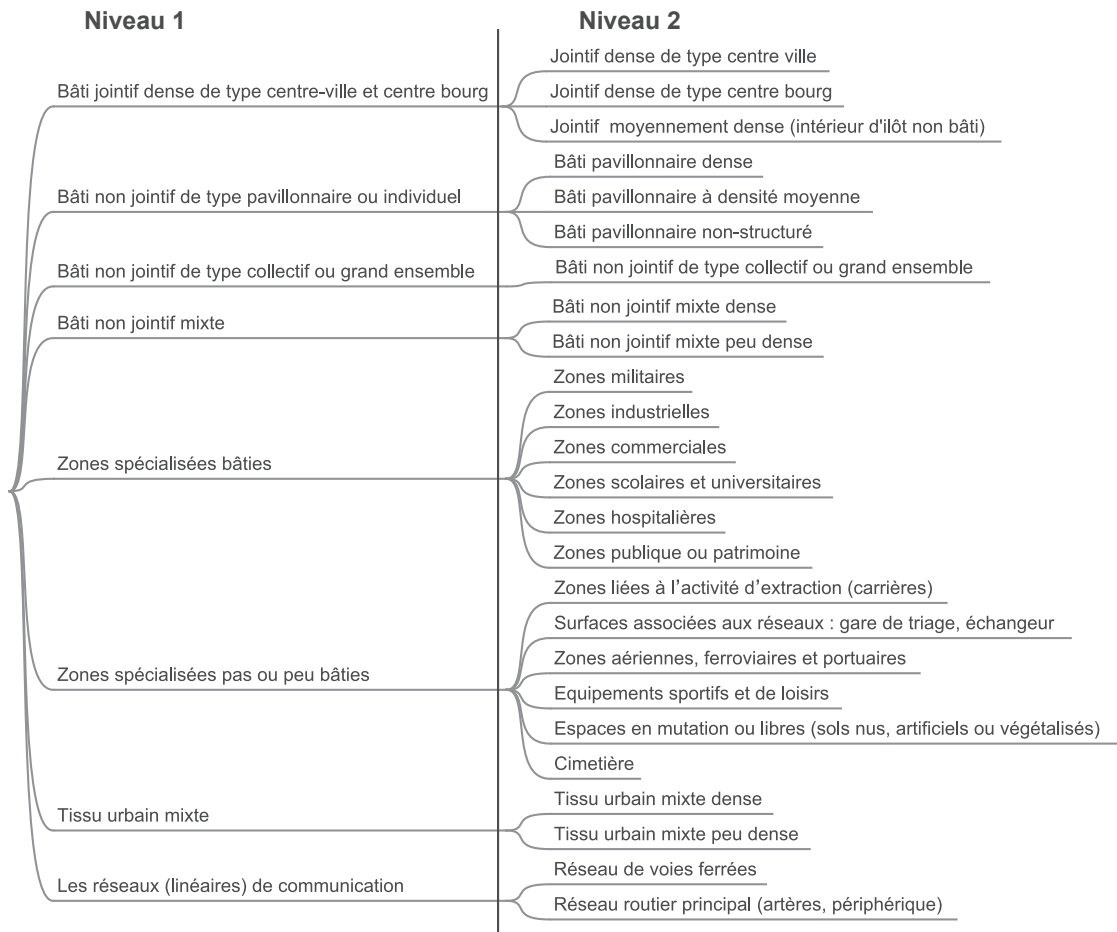 Niveau 1
Niveau 2
Bâti jointif dense de type centre-ville et centre bourg
Jointif dense de type centre ville
Jointif dense de type centre bourg
Jointif moyennement dense (intérieur d'ilôt non bâti)
Bâti non jointif de type pavillonnaire ou individuel
Bâti pavillonnaire dense
Bâti pavillonnaire à densité moyenne
Bâti pavillonnaire non-structuré
Bâti non jointif de type collectif ou grand ensemble
Bâti non jointif de type collectif ou grand ensemble
Bâti non jointif mixte
Bâti non jointif mixte dense
Bâti non jointif mixte peu dense
Zones spécialisées bâties
Zones militaires
Zones industrielles
Zones commerciales
Zones scolaires et universitaires
Zones hospitalières
Zones publique ou patrimoine
Zones spécialisées pas ou peu bâties
Zones liées à l’activité d’extraction (carrières)
Surfaces associées aux réseaux : gare de triage, échangeur
Zones aériennes, ferroviaires et portuaires
Equipements sportifs et de loisirs
Espaces en mutation ou libres (sols nus, artificiels ou végétalisés)
Cimetière
Tissu urbain mixte
Tissu urbain mixte dense
Tissu urbain mixte peu dense
Les réseaux (linéaires) de communication
Réseau de voies ferrées
Réseau routier principal (artères, périphérique)